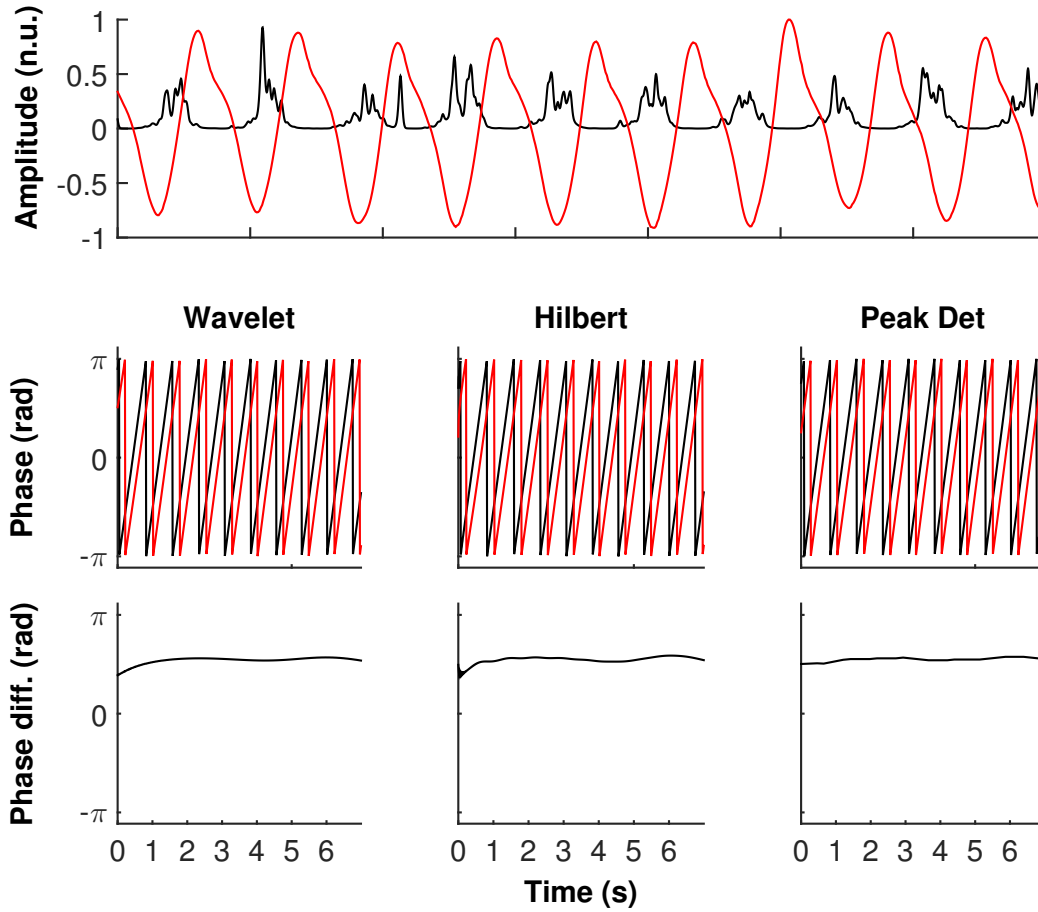 Amplitude (n.u.)
1
0.5
0
-0.5
-1
Wavelet Hilbert Peak Det
Phase (rad)
π
0
-π
Phase diff. (rad)
π
0
-π
0 1 2 3 4 5 6 0 1 2 3 4 5 6 0 1 2 3 4 5 6
Time (s)